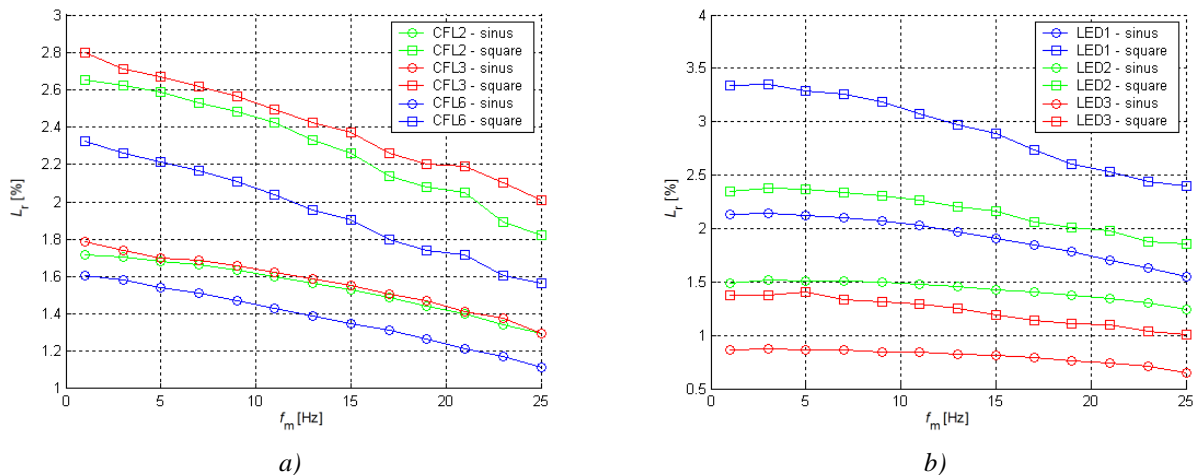 3
2.8
2.6
2.4
2.2
2
1.8
1.6
1.4
1.2
1
L_r [%]
0 5 10 15 20 25
f_m [Hz]
CFL2 - sinus
CFL2 - square
CFL3 - sinus
CFL3 - square
CFL6 - sinus
CFL6 - square
a)
4
3.5
3
2.5
2
1.5
1
0.5
L_r [%]
0 5 10 15 20 25
f_m [Hz]
LED1 - sinus
LED1 - square
LED2 - sinus
LED2 - square
LED3 - sinus
LED3 - square
b)